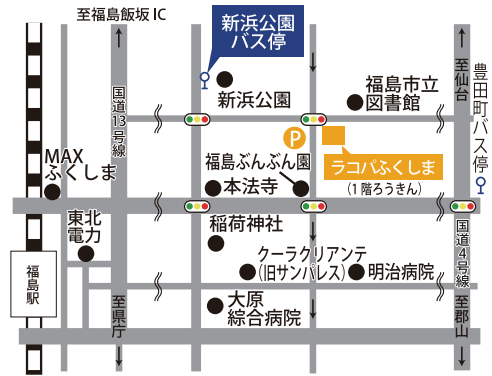 至福島飯坂 IC
新浜公園
バス停
新浜公園
福島市立
図書館
至仙台
豊田町バス停
国道13号線
P
ラコパふくしま
(1階ろうきん)
MAX
ふくしま
福島ぶんぶん園
本法寺
東北
電力
稲荷神社
国道4号線
クーラクリアンテ
(旧サンパレス)
明治病院
福島駅
至県庁
大原
綜合病院
至郡山